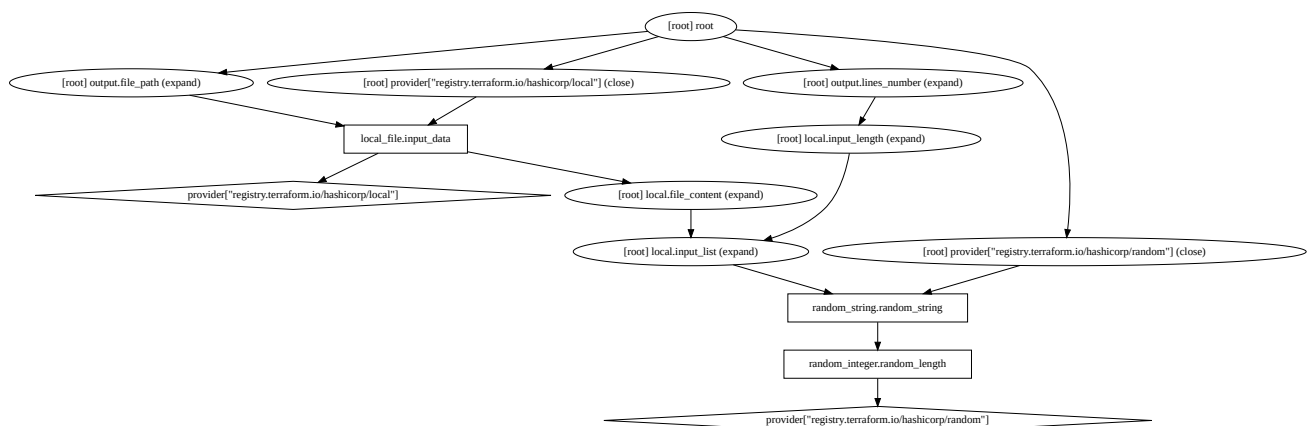 [root] root
[root] output.file_path (expand)
[root] provider["registry.terraform.io/hashicorp/local"] (close)
[root] output.lines_number (expand)
local_file.input_data
[root] local.input_length (expand)
provider["registry.terraform.io/hashicorp/local"]
[root] local.file_content (expand)
[root] local.input_list (expand)
[root] provider["registry.terraform.io/hashicorp/random"] (close)
random_string.random_string
random_integer.random_length
provider["registry.terraform.io/hashicorp/random"]